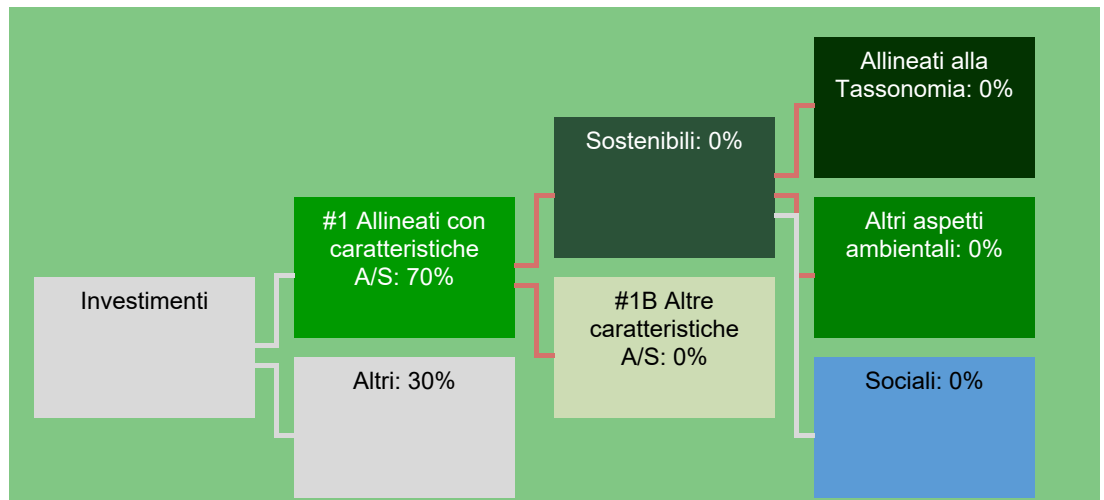 Investimenti
#1 Allineati con
caratteristiche
A/S: 70%
Altri: 30%
Sostenibili: 0%
#1B Altre
caratteristiche
A/S: 0%
Allineati alla
Tassonomia: 0%
Altri aspetti
ambientali: 0%
Sociali: 0%